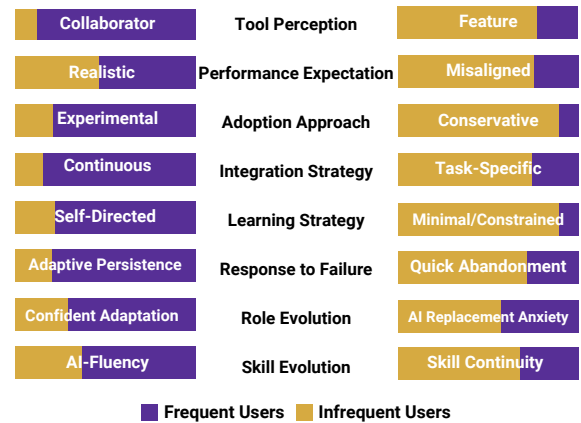 Collaborator Tool Perception Feature
Realistic Performance Expectation Misaligned
Experimental Adoption Approach Conservative
Continuous Integration Strategy Task-Specific
Self-Directed Learning Strategy Minimal/Constrained
Adaptive Persistence Response to Failure Quick Abandonment
Confident Adaptation Role Evolution AI Replacement Anxiety
AI-Fluency Skill Evolution Skill Continuity
Frequent Users Infrequent Users